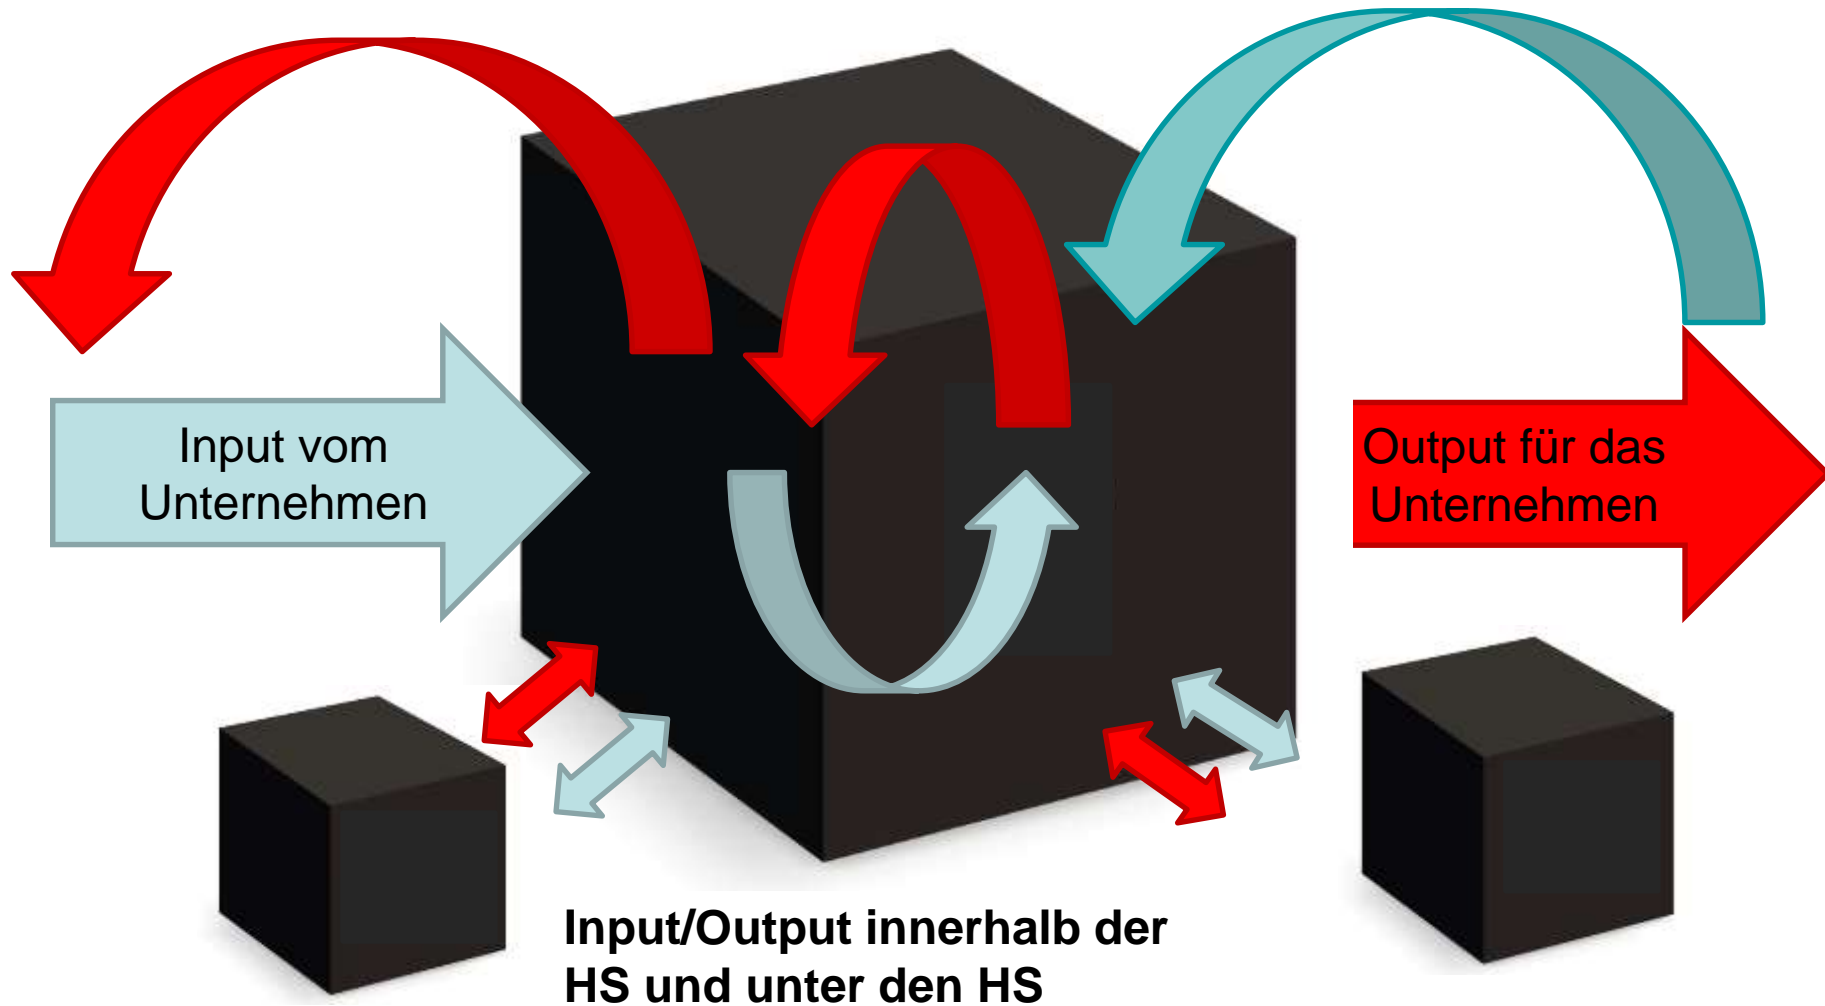 Input vom
Unternehmen
Output für das
Unternehmen
Input/Output innerhalb der
HS und unter den HS